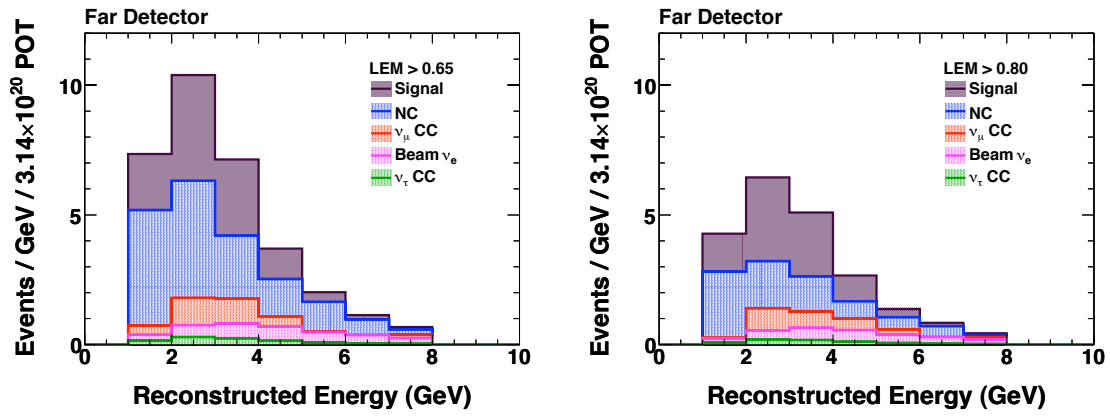 Far Detector
Events / GeV / 3.14×10²⁰ POT
10
5
0
LEM > 0.65
Signal
NC
νμ CC
Beam νe
ντ CC
0 2 4 6 8 10
Reconstructed Energy (GeV)
Far Detector
Events / GeV / 3.14×10²⁰ POT
10
5
0
LEM > 0.80
Signal
NC
νμ CC
Beam νe
ντ CC
0 2 4 6 8 10
Reconstructed Energy (GeV)